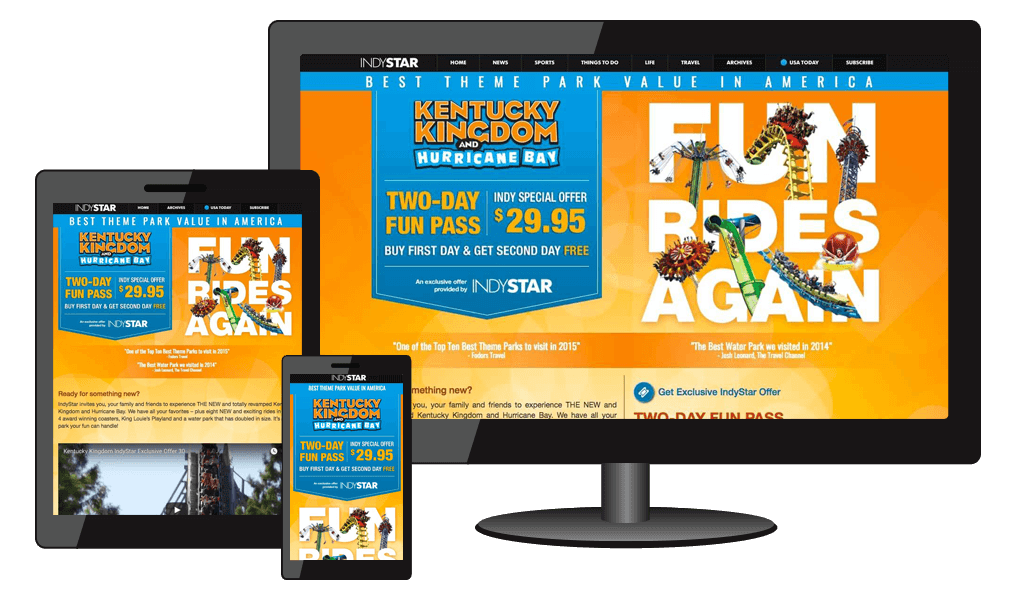 INDYSTAR HOME NEWS SPORTS THINGS TO DO LIFE TRAVEL ARCHIVES USA TODAY SUBSCRIBE
BEST THEME PARK VALUE IN AMERICA
KENTUCKY
KINGDOM
AND
HURRICANE BAY
TWO-DAY
FUN PASS
INDY SPECIAL OFFER
$29.95
BUY FIRST DAY & GET SECOND DAY FREE
An exclusive offer
provided by INDYSTAR
FUN
RIDES
AGAIN
"One of the Top Ten Best Theme Parks to visit in 2015"
- Fodors Travel
"The Best Water Park we visited in 2014"
- Josh Leonard, The Travel Channel
omething new?
you, your family and friends to experience THE NEW and
d Kentucky Kingdom and Hurricane Bay. We have all your
Get Exclusive IndyStar Offer
TWO-DAY FUN PASS
INDYSTAR HOME ARCHIVES USA TODAY SUBSCRIBE
BEST THEME PARK VALUE IN AMERICA
KENTUCKY
KINGDOM
AND
HURRICANE BAY
TWO-DAY
FUN PASS
INDY SPECIAL OFFER
$29.95
BUY FIRST DAY & GET SECOND DAY FREE
An exclusive offer
provided by INDYSTAR
FUN
RIDES
AGAIN
"One of the Top Ten Best Theme Parks to visit in 2015"
- Fodors Travel
"The Best Water Park we visited in 2014"
- Josh Leonard, The Travel Channel
Ready for something new?
IndyStar invites you, your family and friends to experience THE NEW and totally revamped Ken
Kingdom and Hurricane Bay. We have all your favorites – plus eight NEW and exciting rides in
4 award winning coasters, King Louie's Playland and a water park that has doubled in size. It's
park your fun can handle!
Kentucky Kingdom IndyStar Exclusive Offer 30
INDYSTAR
BEST THEME PARK VALUE IN AMERICA
KENTUCKY
KINGDOM
AND
HURRICANE BAY
TWO-DAY
FUN PASS
INDY SPECIAL OFFER
$29.95
BUY FIRST DAY & GET SECOND DAY FREE
An exclusive offer
provided by INDYSTAR
FUN
RIDES